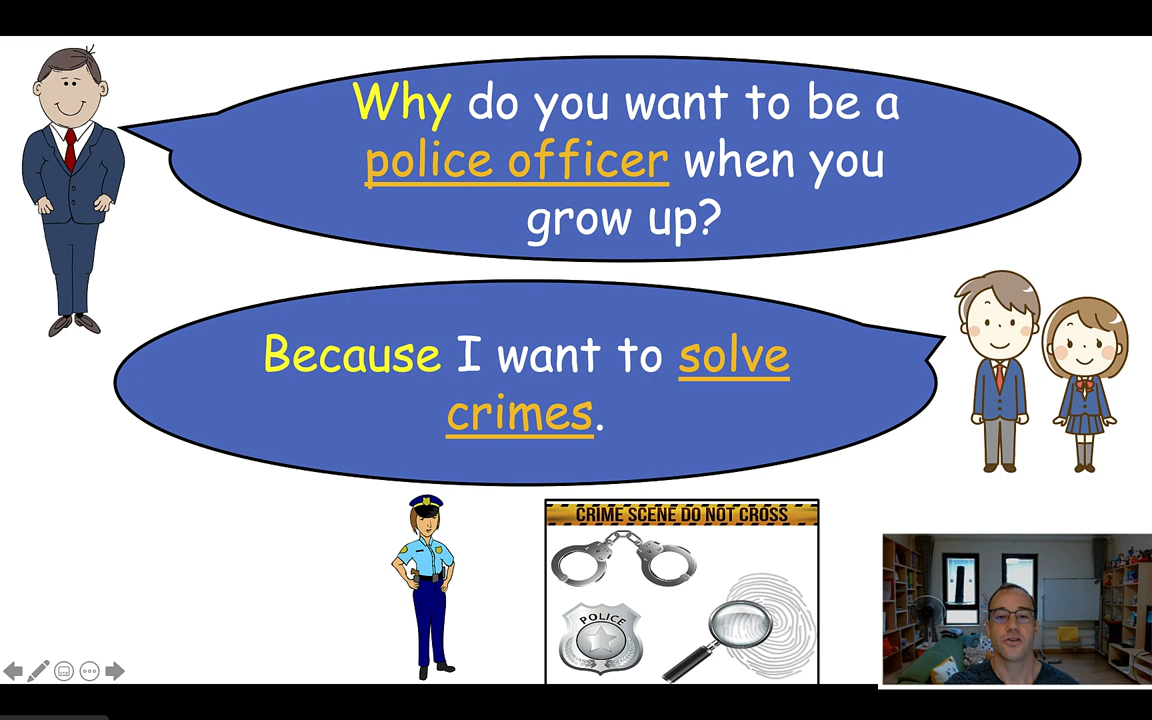 Why do you want to be a
police officer when you
grow up?
Because I want to solve
crimes.
CRIME SCENE DO NOT CROSS
POLICE